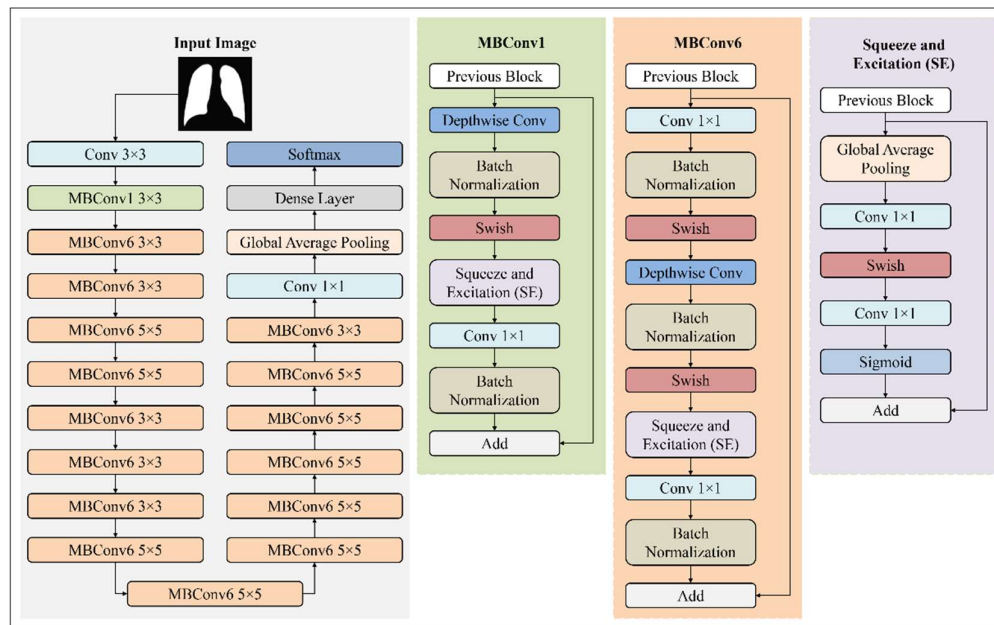 Input Image
Conv 3×3
MBConv1 3×3
MBConv6 3×3
MBConv6 3×3
MBConv6 5×5
MBConv6 5×5
MBConv6 3×3
MBConv6 3×3
MBConv6 3×3
MBConv6 5×5
MBConv6 5×5
MBConv6 5×5
MBConv6 5×5
MBConv6 5×5
MBConv6 5×5
MBConv6 5×5
MBConv6 3×3
Conv 1×1
Global Average Pooling
Dense Layer
Softmax
MBConv1
Previous Block
Depthwise Conv
Batch
Normalization
Swish
Squeeze and
Excitation (SE)
Conv 1×1
Batch
Normalization
Add
MBConv6
Previous Block
Conv 1×1
Batch
Normalization
Swish
Depthwise Conv
Batch
Normalization
Swish
Squeeze and
Excitation (SE)
Conv 1×1
Batch
Normalization
Add
Squeeze and
Excitation (SE)
Previous Block
Global Average
Pooling
Conv 1×1
Swish
Conv 1×1
Sigmoid
Add